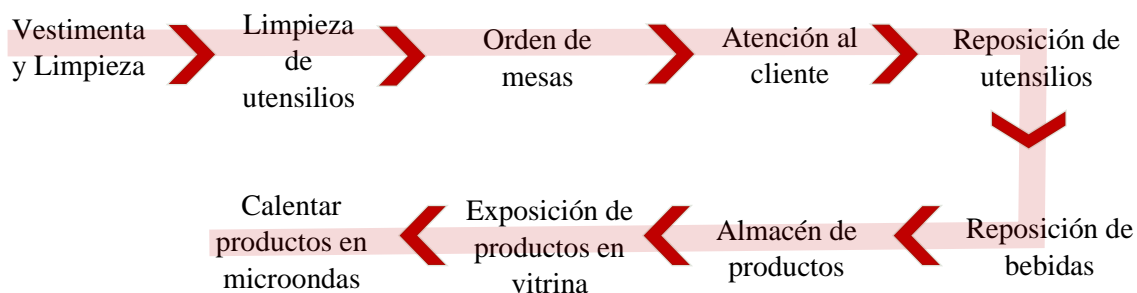 Vestimenta
y Limpieza
Limpieza
de
utensilios
Orden de
mesas
Atención al
cliente
Reposición de
utensilios
Reposición de
bebidas
Almacén de
productos
Exposición de
productos en
vitrina
Calentar
productos en
microondas